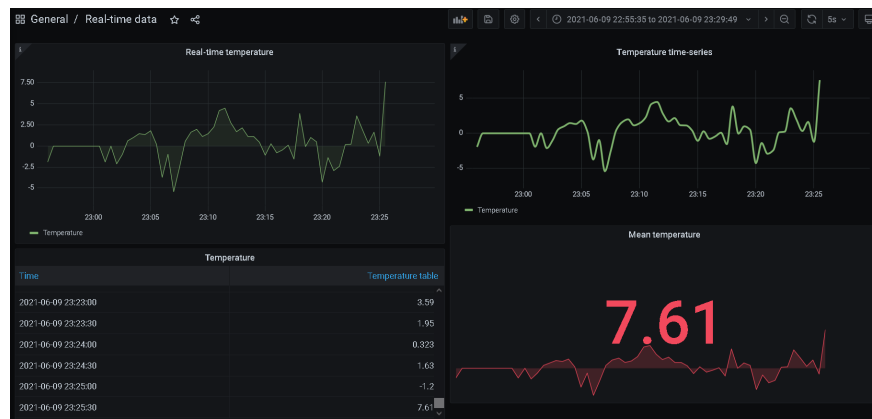 General / Real-time data
2021-06-09 22:55:35 to 2021-06-09 23:29:49
5s
Real-time temperature
7.50
5
2.50
0
-2.5
-5
23:00 23:05 23:10 23:15 23:20 23:25
Temperature
Temperature time-series
5
0
-5
23:00 23:05 23:10 23:15 23:20 23:25
Temperature
Temperature
Time Temperature table
2021-06-09 23:23:00 3.59
2021-06-09 23:23:30 1.95
2021-06-09 23:24:00 0.323
2021-06-09 23:24:30 1.63
2021-06-09 23:25:00 -1.2
2021-06-09 23:25:30 7.61
Mean temperature
7.61